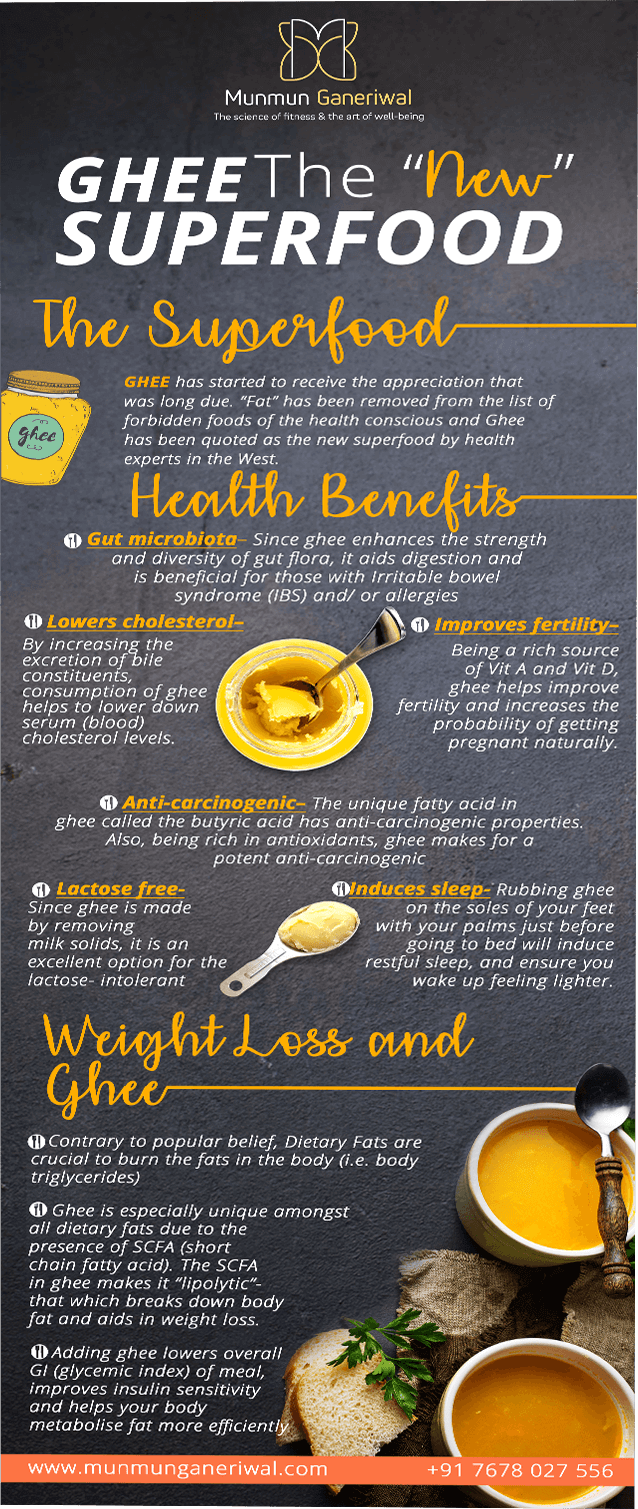 Munmun Ganeriwal
The science of fitness & the art of well-being
GHEE The “New”
SUPERFOOD
The Superfood
ghee
GHEE has started to receive the appreciation that
was long due. “Fat” has been removed from the list of
forbidden foods of the health conscious and Ghee
has been quoted as the new superfood by health
experts in the West.
Health Benefits
Gut microbiota– Since ghee enhances the strength
and diversity of gut flora, it aids digestion and
is beneficial for those with Irritable bowel
syndrome (IBS) and/ or allergies
Lowers cholesterol–
By increasing the
excretion of bile
constituents,
consumption of ghee
helps to lower down
serum (blood)
cholesterol levels.
Improves fertility–
Being a rich source
of Vit A and Vit D,
ghee helps improve
fertility and increases the
probability of getting
pregnant naturally.
Anti-carcinogenic– The unique fatty acid in
ghee called the butyric acid has anti-carcinogenic properties.
Also, being rich in antioxidants, ghee makes for a
potent anti-carcinogenic
Lactose free-
Since ghee is made
by removing
milk solids, it is an
excellent option for the
lactose- intolerant
Induces sleep- Rubbing ghee
on the soles of your feet
with your palms just before
going to bed will induce
restful sleep, and ensure you
wake up feeling lighter.
Weight Loss and
Ghee
Contrary to popular belief, Dietary Fats are
crucial to burn the fats in the body (i.e. body
triglycerides)
Ghee is especially unique amongst
all dietary fats due to the
presence of SCFA (short
chain fatty acid). The SCFA
in ghee makes it “lipolytic”-
that which breaks down body
fat and aids in weight loss.
Adding ghee lowers overall
GI (glycemic index) of meal,
improves insulin sensitivity
and helps your body
metabolise fat more efficiently
www.munmunganeriwal.com
+91 7678 027 556